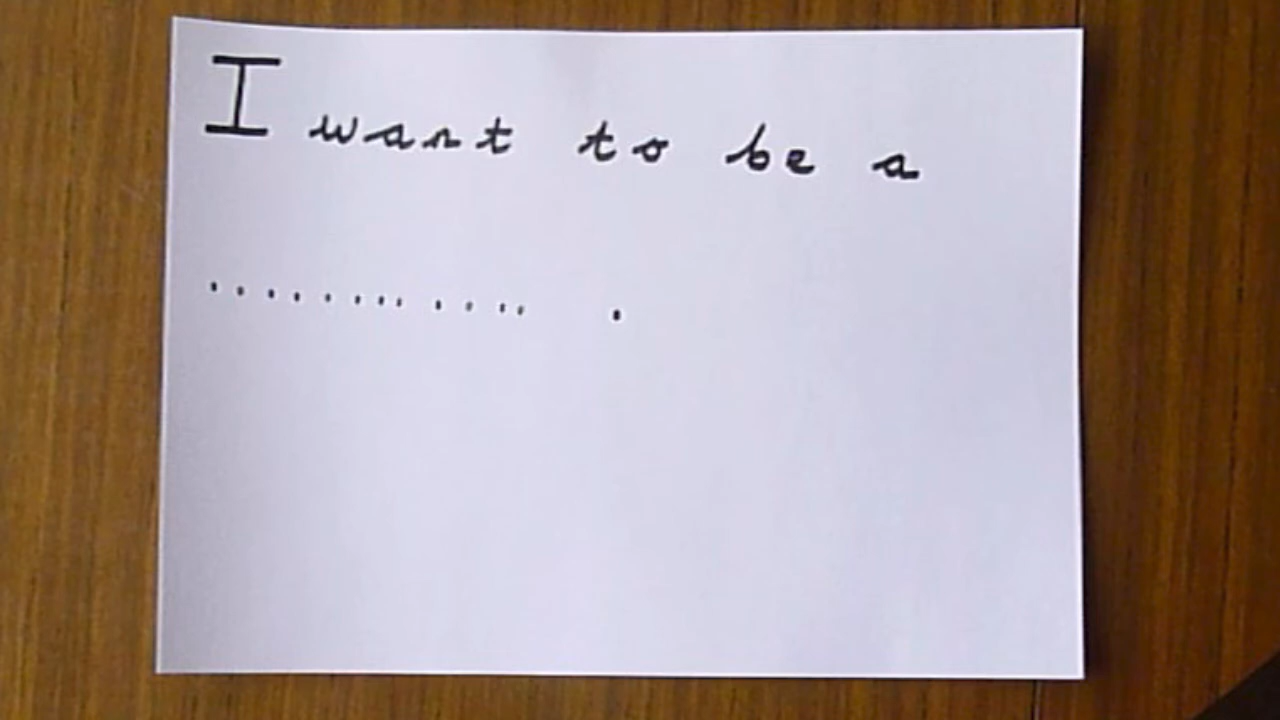 I want to be a
............ .